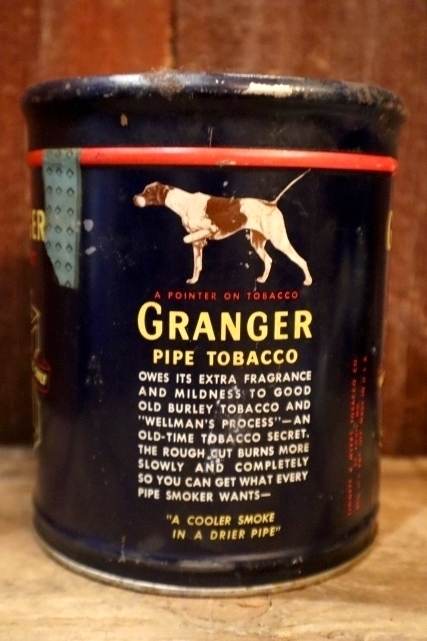 A POINTER ON TOBACCO
GRANGER
PIPE TOBACCO
OWES ITS EXTRA FRAGRANCE
AND MILDNESS TO GOOD
OLD BURLEY TOBACCO AND
"WELLMAN'S PROCESS"—AN
OLD-TIME TOBACCO SECRET.
THE ROUGH CUT BURNS MORE
SLOWLY AND COMPLETELY
SO YOU CAN GET WHAT EVERY
PIPE SMOKER WANTS—
"A COOLER SMOKE
IN A DRIER PIPE"